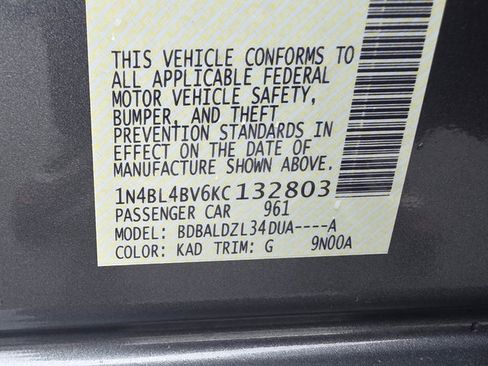 THIS VEHICLE CONFORMS TO
ALL APPLICABLE FEDERAL
MOTOR VEHICLE SAFETY,
BUMPER, AND THEFT
PREVENTION STANDARDS IN
EFFECT ON THE DATE OF
MANUFACTURE SHOWN ABOVE.
1N4BL4BV6KC132803
PASSENGER CAR 961
MODEL: BDBALDZL34DUA----A
COLOR: KAD TRIM: G 9N00A